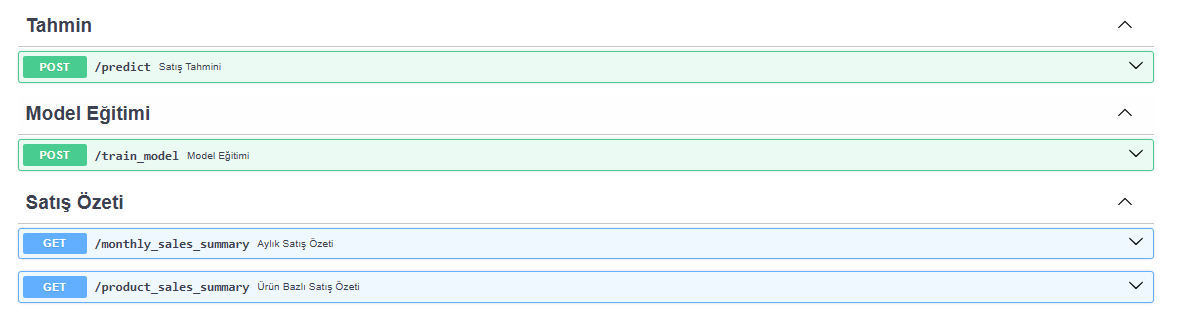 Tahmin
POST /predict Satış Tahmini
Model Eğitimi
POST /train_model Model Eğitimi
Satış Özeti
GET /monthly_sales_summary Aylık Satış Özeti
GET /product_sales_summary Ürün Bazlı Satış Özeti